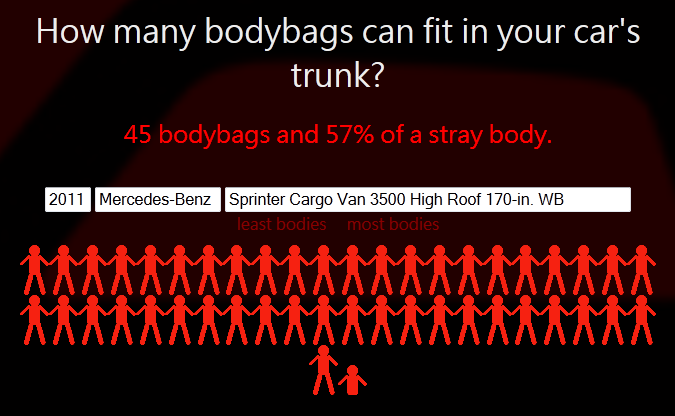 How many bodybags can fit in your car's
trunk?
45 bodybags and 57% of a stray body.
2011 Mercedes-Benz Sprinter Cargo Van 3500 High Roof 170-in. WB
least bodies most bodies